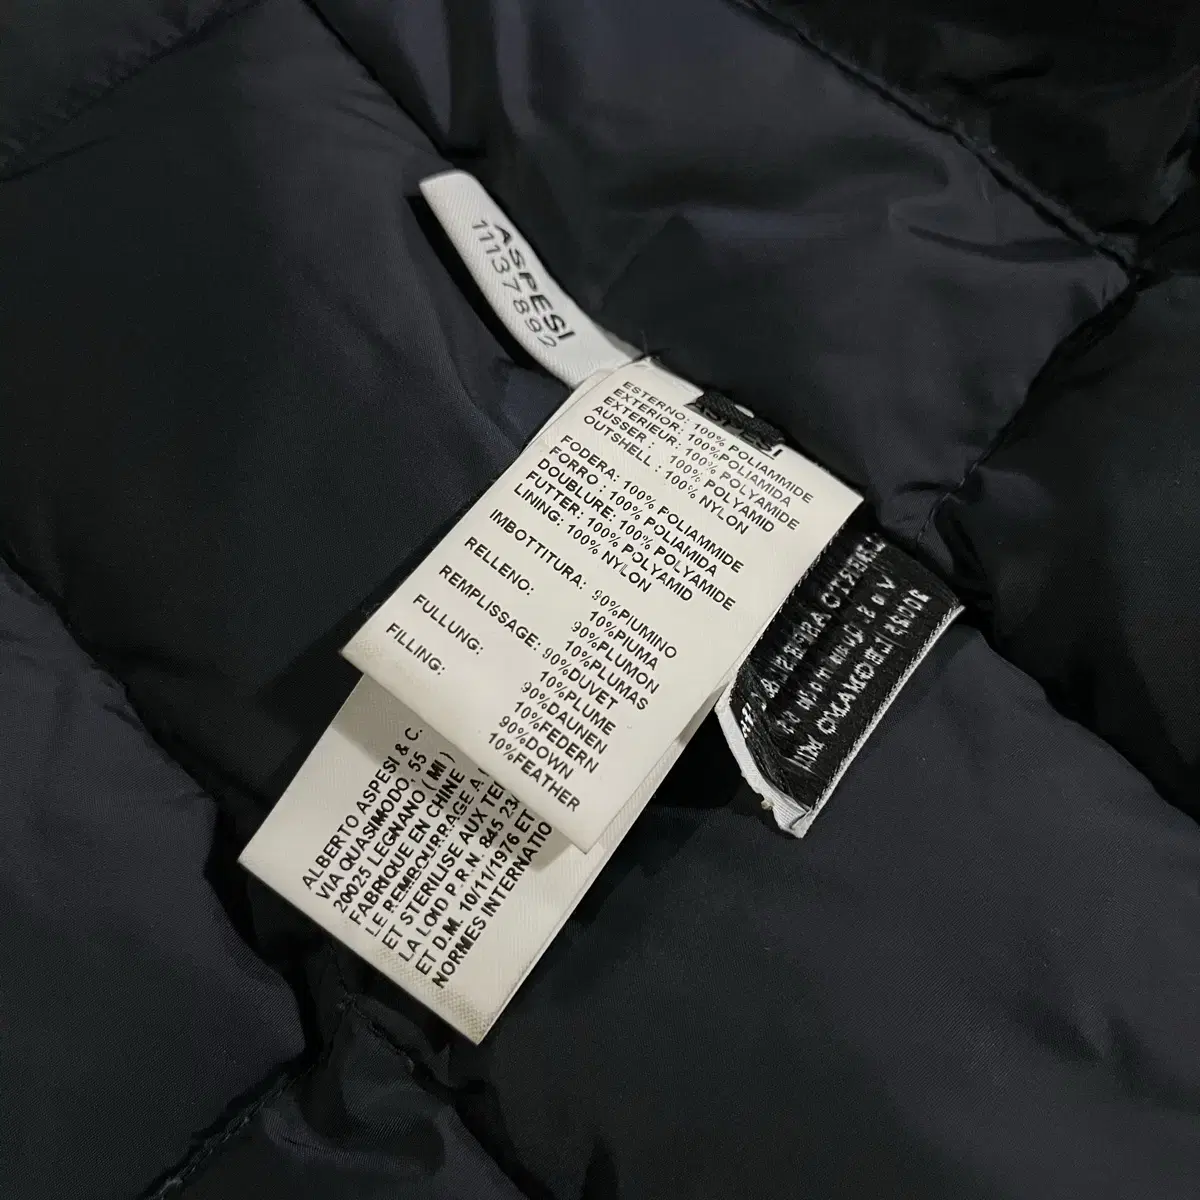 ASPESI
11137892
ASPESI
ESTERNO: 100% POLIAMMIDE
EXTERIOR: 100%POLIAMIDA
EXTERIEUR: 100% POLYAMIDE
AUSSER : 100% POLYAMID
OUTSHELL : 100% NYLON
FODERA: 100% POLIAMMIDE
FORRO : 100% POLIAMIDA
DOUBLURE: 100% POLYAMIDE
FUTTER: 100% POLYAMID
LINING: 100% NYLON
IMBOTTITURA: 90%PIUMINO
10%PIUMA
RELLENO: 90%PLUMON
10%PLUMAS
REMPLISSAGE: 90%DUVET
10%PLUME
FULLUNG: 90%DAUNEN
10%FEDERN
FILLING: 90%DOWN
10%FEATHER
ALBERTO ASPESI & C.
VIA QUASIMODO, 55
20025 LEGNANO ( MI )
FABRIQUE EN CHINE
LE REMBOURRAGE A
ET STERILISE AUX
LA LOID P.R.N. 845.23
ET D.M. 10/11/1976 ET
NORMES